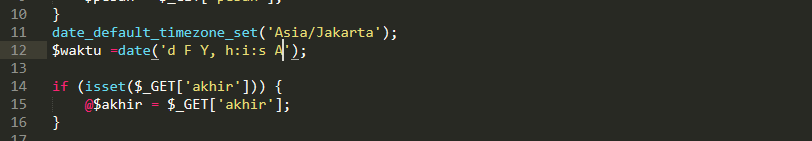 10 }
11 date_default_timezone_set('Asia/Jakarta');
12 $waktu =date('d F Y, h:i:s A');
13
14 if (isset($_GET['akhir'])) {
15 @$akhir = $_GET['akhir'];
16 }